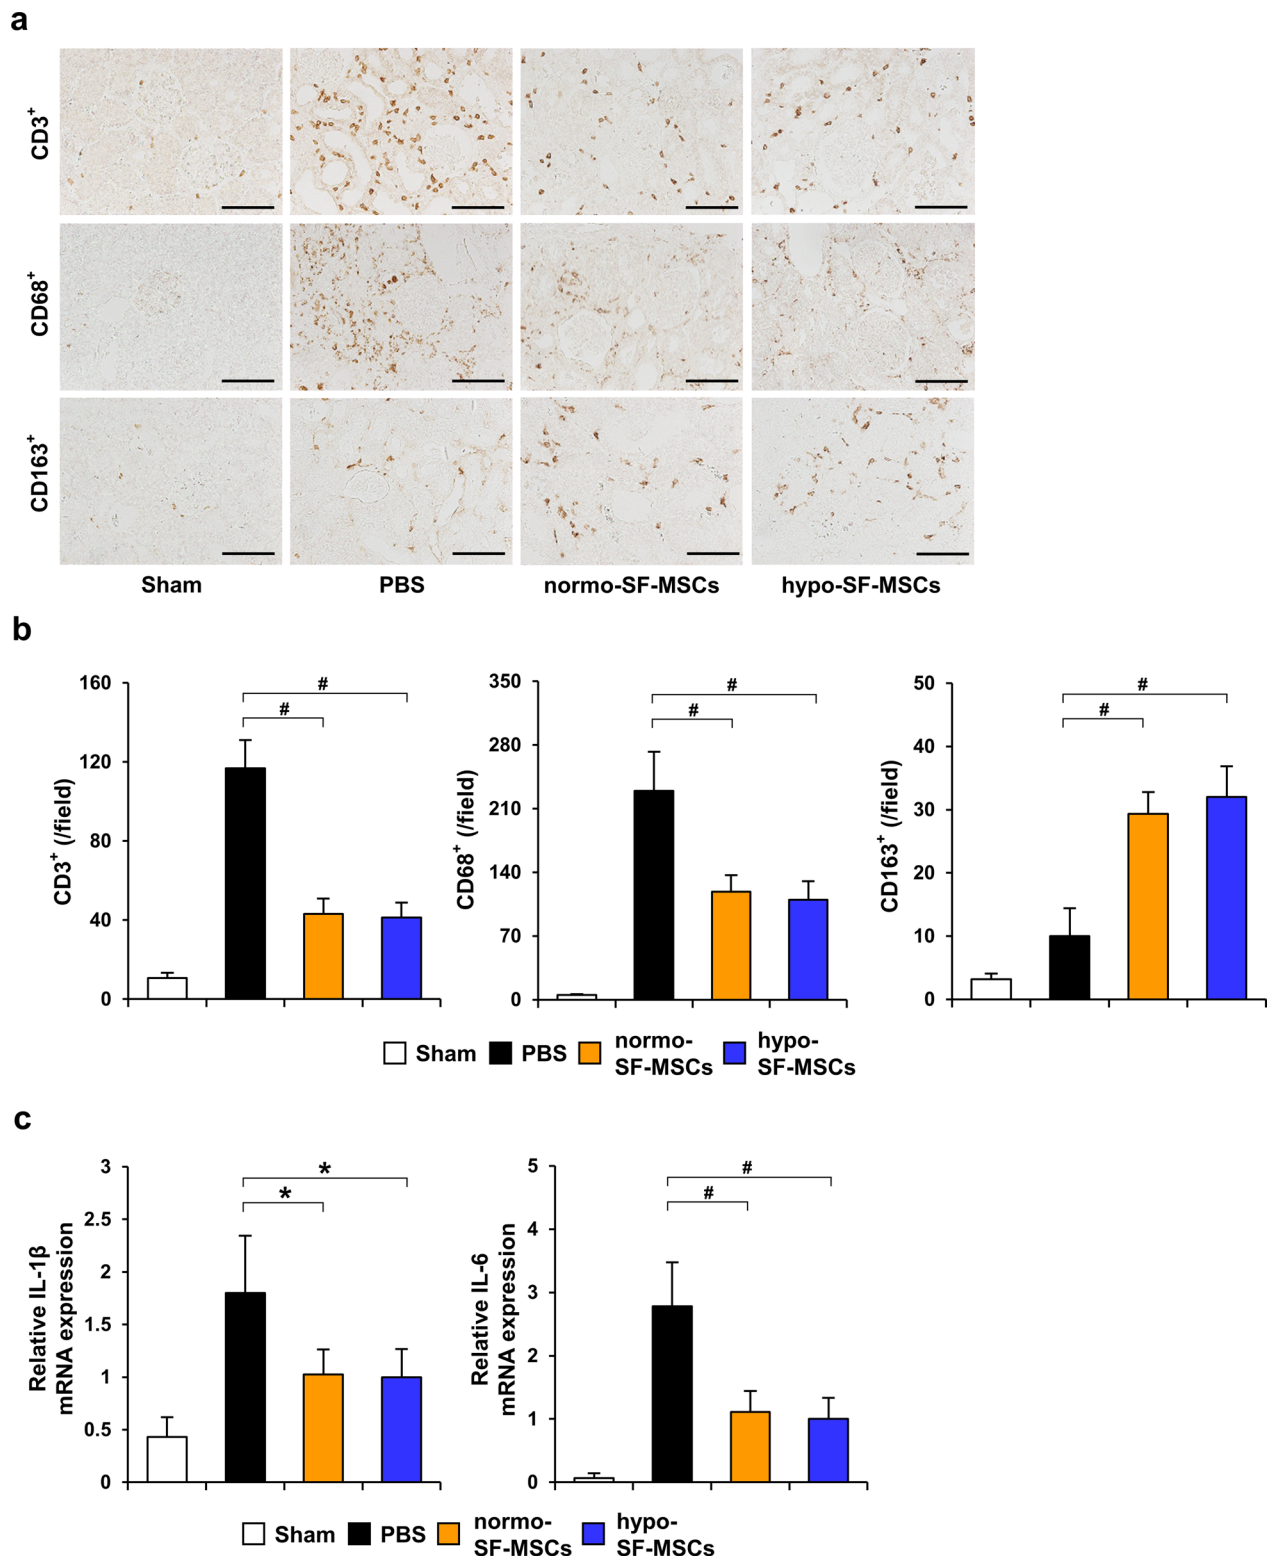 a
CD3+
CD68+
CD163+
Sham
PBS
normo-SF-MSCs
hypo-SF-MSCs
b
CD3+ (/field)
160
120
80
40
0
#
#
CD68+ (/field)
350
280
210
140
70
0
#
#
CD163+ (/field)
50
40
30
20
10
0
#
#
Sham
PBS
normo-
SF-MSCs
hypo-
SF-MSCs
c
Relative IL-1β
mRNA expression
3
2.5
2
1.5
1
0.5
0
*
*
Relative IL-6
mRNA expression
5
4
3
2
1
0
#
#
Sham
PBS
normo-
SF-MSCs
hypo-
SF-MSCs